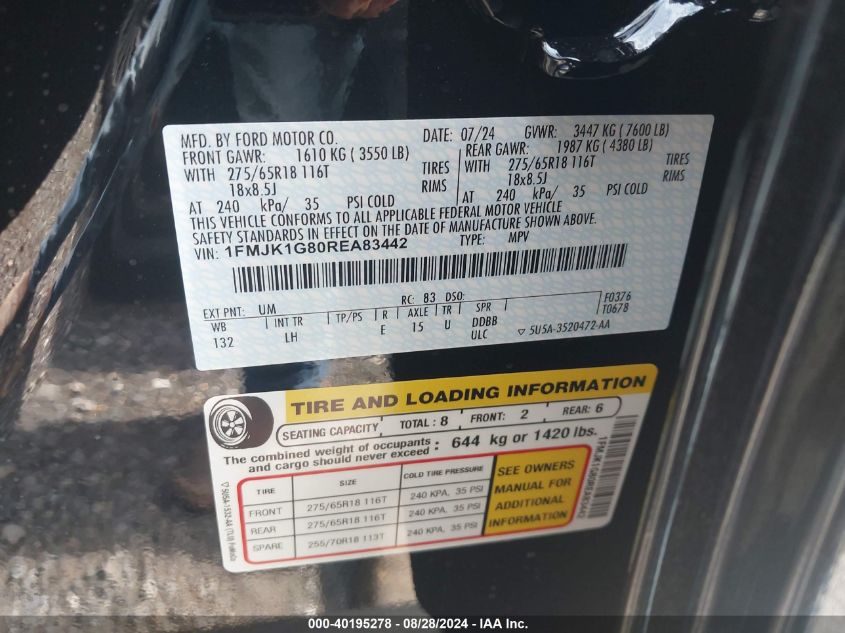 MFD. BY FORD MOTOR CO. DATE: 07/24 GVWR: 3447 KG ( 7600 LB)
FRONT GAWR: 1610 KG ( 3550 LB) REAR GAWR: 1987 KG ( 4380 LB)
WITH 275/65R18 116T TIRES WITH 275/65R18 116T TIRES
18x8.5J RIMS 18x8.5J RIMS
AT 240 kPa/ 35 PSI COLD AT 240 kPa/ 35 PSI COLD
THIS VEHICLE CONFORMS TO ALL APPLICABLE FEDERAL MOTOR VEHICLE
SAFETY STANDARDS IN EFFECT ON THE DATE OF MANUFACTURE SHOWN ABOVE.
VIN: 1FMJK1G80REA83442 TYPE: MPV
EXT PNT: UM RC: 83 DSO: F0376
WB INT TR TP/PS R AXLE TR SPR T0678
132 LH E 15 U DDBB
ULC ▽ 5U5A-3520472-AA
TIRE AND LOADING INFORMATION
SEATING CAPACITY TOTAL: 8 FRONT: 2 REAR: 6
The combined weight of occupants
and cargo should never exceed : 644 kg or 1420 lbs.
TIRE SIZE COLD TIRE PRESSURE
FRONT 275/65R18 116T 240 KPA, 35 PSI
REAR 275/65R18 116T 240 KPA, 35 PSI
SPARE 255/70R18 113T 240 KPA, 35 PSI
SEE OWNERS
MANUAL FOR
ADDITIONAL
INFORMATION
1FMJK1G80REA83442
000-40195278 - 08/28/2024 - IAA Inc.